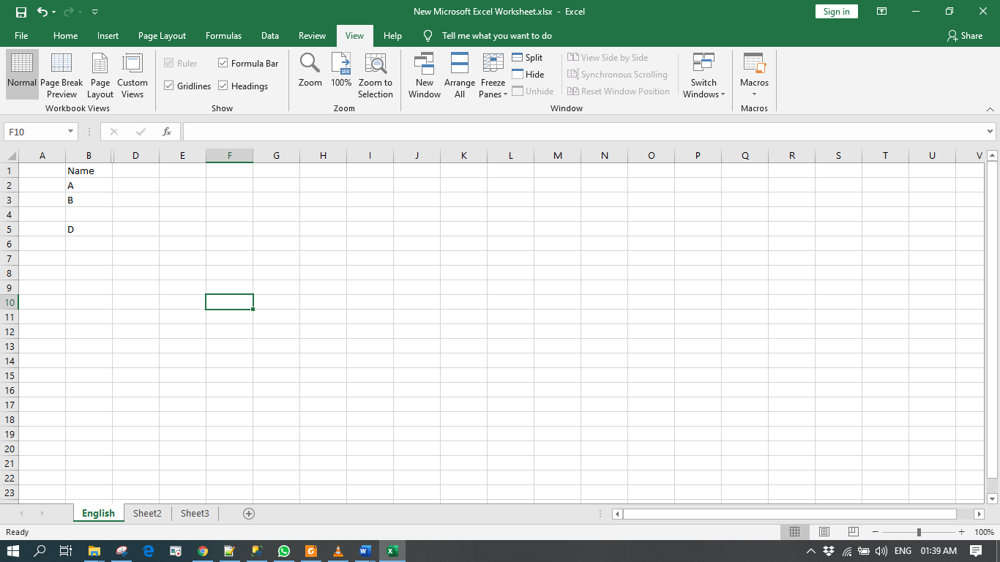 New Microsoft Excel Worksheet.xlsx - Excel
Sign in
File Home Insert Page Layout Formulas Data Review View Help Tell me what you want to do Share
Normal
Page Break Preview
Page Layout
Custom Views
Workbook Views
Ruler
Formula Bar
Gridlines
Headings
Show
Zoom
100
100%
Zoom to Selection
Zoom
New Window
Arrange All
Freeze Panes
Split
Hide
Unhide
View Side by Side
Synchronous Scrolling
Reset Window Position
Switch Windows
Window
Macros
Macros
F10
fx
A B D E F G H I J K L M N O P Q R S T U V
1 Name
2 A
3 B
4
5 D
6
7
8
9
10
11
12
13
14
15
16
17
18
19
20
21
22
23
English Sheet2 Sheet3
Ready
100%
ENG 01:39 AM